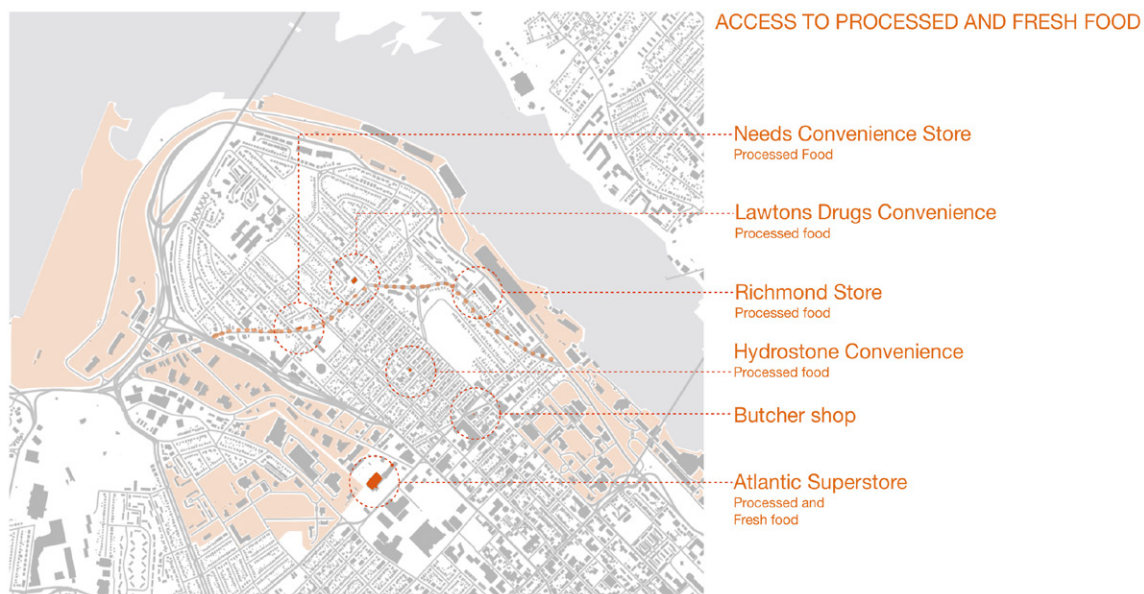 ACCESS TO PROCESSED AND FRESH FOOD
Needs Convenience Store
Processed Food
Lawtons Drugs Convenience
Processed food
Richmond Store
Processed food
Hydrostone Convenience
Processed food
Butcher shop
Atlantic Superstore
Processed and
Fresh food